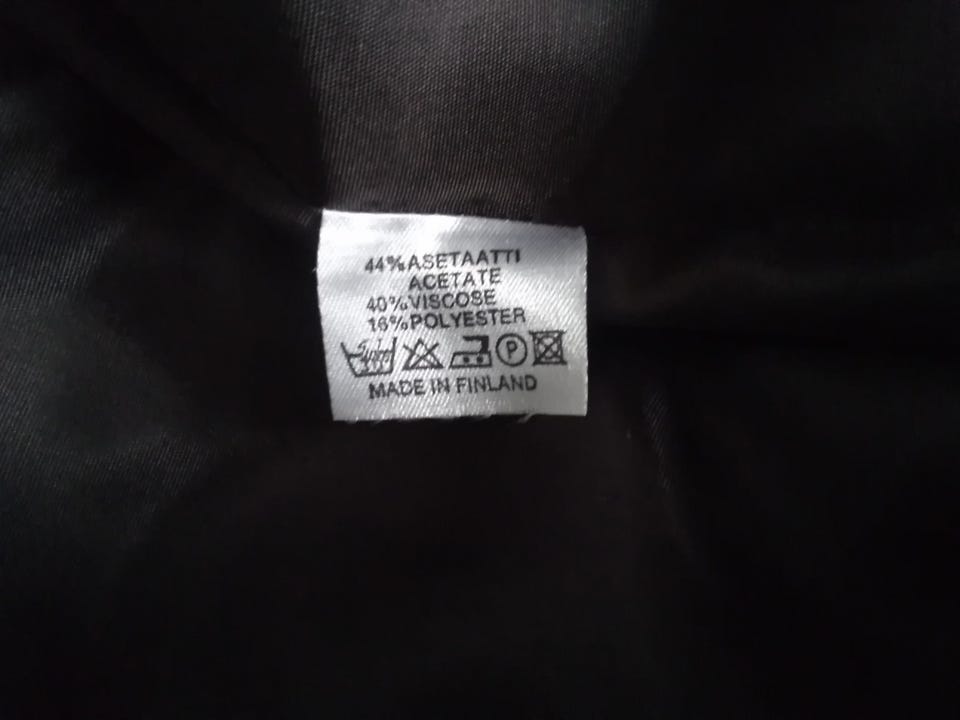 44%ASETAATTI
ACETATE
40%VISCOSE
16%POLYESTER
P
MADE IN FINLAND